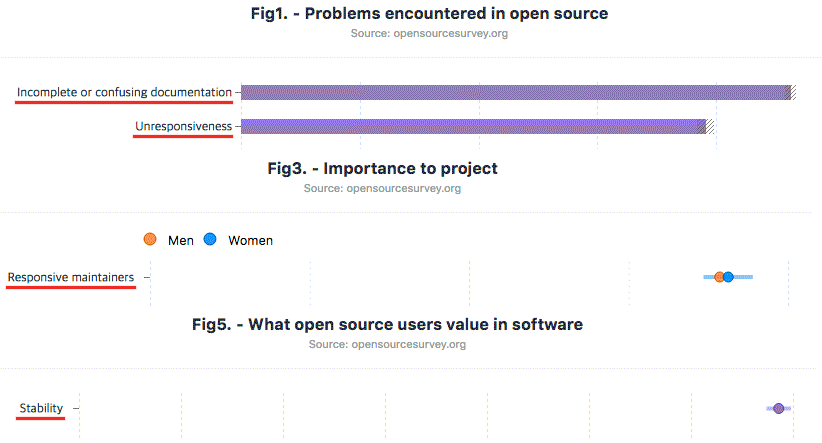 Fig1. - Problems encountered in open source
Source: opensourcesurvey.org
Incomplete or confusing documentation
Unresponsiveness
Fig3. - Importance to project
Source: opensourcesurvey.org
Men Women
Responsive maintainers
Fig5. - What open source users value in software
Source: opensourcesurvey.org
Stability